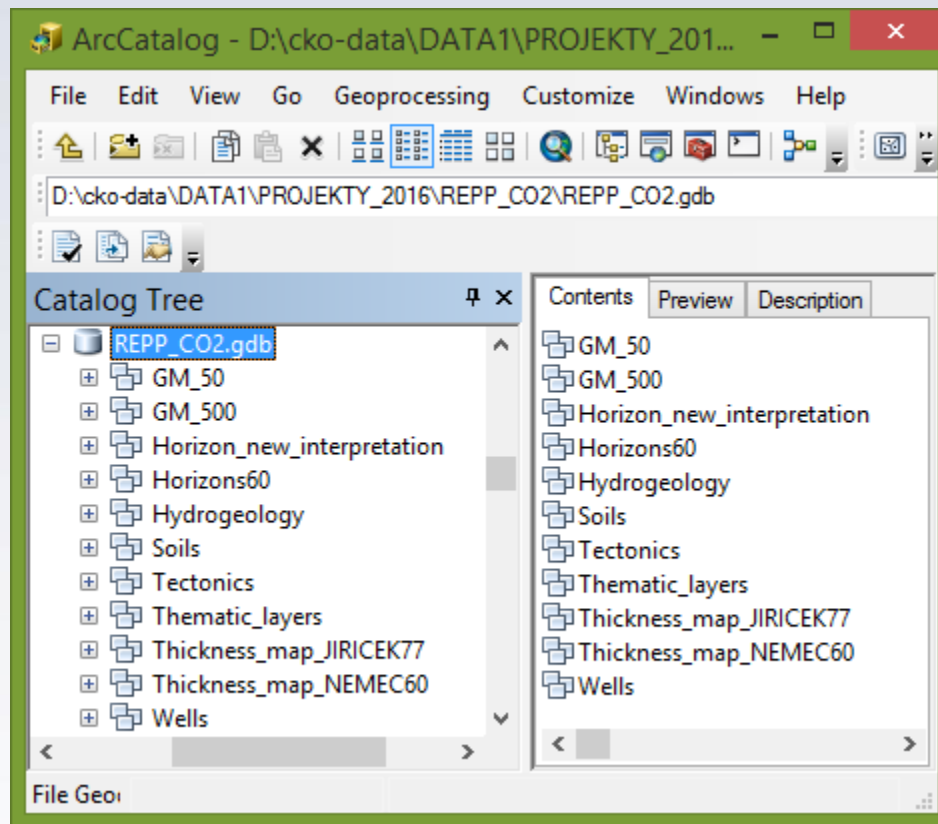 ArcCatalog - D:\cko-data\DATA1\PROJEKTY_201...
File Edit View Go Geoprocessing Customize Windows Help
D:\cko-data\DATA1\PROJEKTY_2016\REPP_CO2\REPP_CO2.gdb
Catalog Tree
REPP_CO2.gdb
GM_50
GM_500
Horizon_new_interpretation
Horizons60
Hydrogeology
Soils
Tectonics
Thematic_layers
Thickness_map_JIRICEK77
Thickness_map_NEMEC60
Wells
Contents Preview Description
GM_50
GM_500
Horizon_new_interpretation
Horizons60
Hydrogeology
Soils
Tectonics
Thematic_layers
Thickness_map_JIRICEK77
Thickness_map_NEMEC60
Wells
File Geo